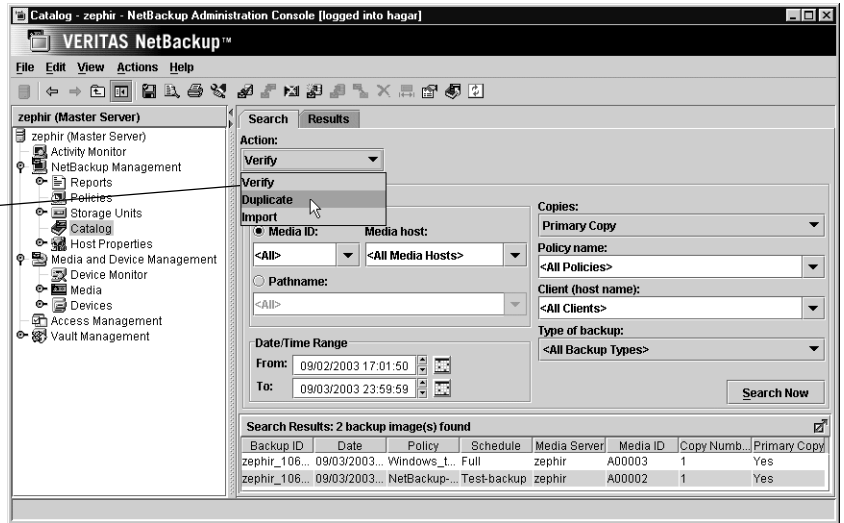 Catalog - zephir - NetBackup Administration Console [logged into hagar]
VERITAS NetBackup™
File Edit View Actions Help
zephir (Master Server)
zephir (Master Server)
Activity Monitor
NetBackup Management
Reports
Policies
Storage Units
Catalog
Host Properties
Media and Device Management
Device Monitor
Media
Devices
Access Management
Vault Management
Search Results
Action:
Verify
Verify
Duplicate
Import
Media ID: Media host:
<All> <All Media Hosts>
Pathname:
<All>
Date/Time Range
From: 09/02/2003 17:01:50
To: 09/03/2003 23:59:59
Copies:
Primary Copy
Policy name:
<All Policies>
Client (host name):
<All Clients>
Type of backup:
<All Backup Types>
Search Now
Search Results: 2 backup image(s) found
Backup ID Date Policy Schedule Media Server Media ID Copy Numb... Primary Copy
zephir_106... 09/03/2003... Windows_t... Full zephir A00003 1 Yes
zephir_106... 09/03/2003... NetBackup-... Test-backup zephir A00002 1 Yes